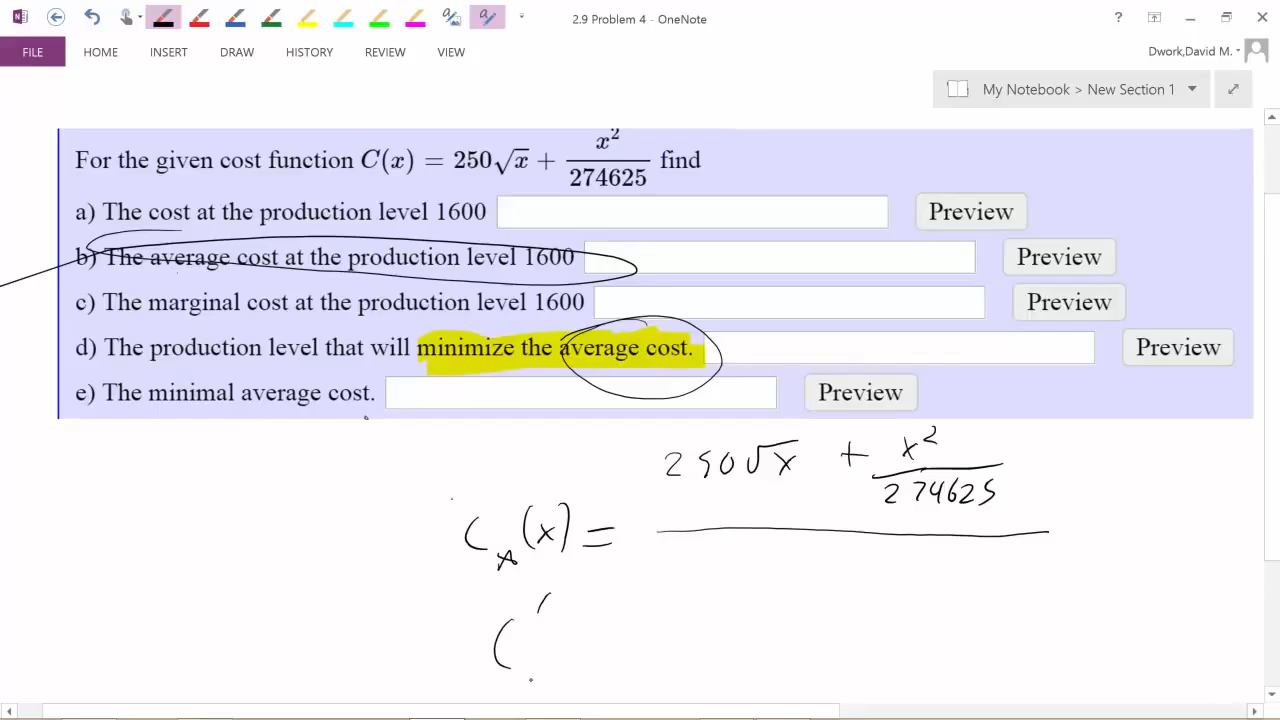 2.9 Problem 4 - OneNote
?
Dwork,David M.
FILE HOME INSERT DRAW HISTORY REVIEW VIEW
My Notebook > New Section 1
For the given cost function C(x) = 250√x + x²/274625 find
a) The cost at the production level 1600 Preview
b) The average cost at the production level 1600 Preview
c) The marginal cost at the production level 1600 Preview
d) The production level that will minimize the average cost. Preview
e) The minimal average cost. Preview
250√x + x²/274625
C_A(x) =
C'